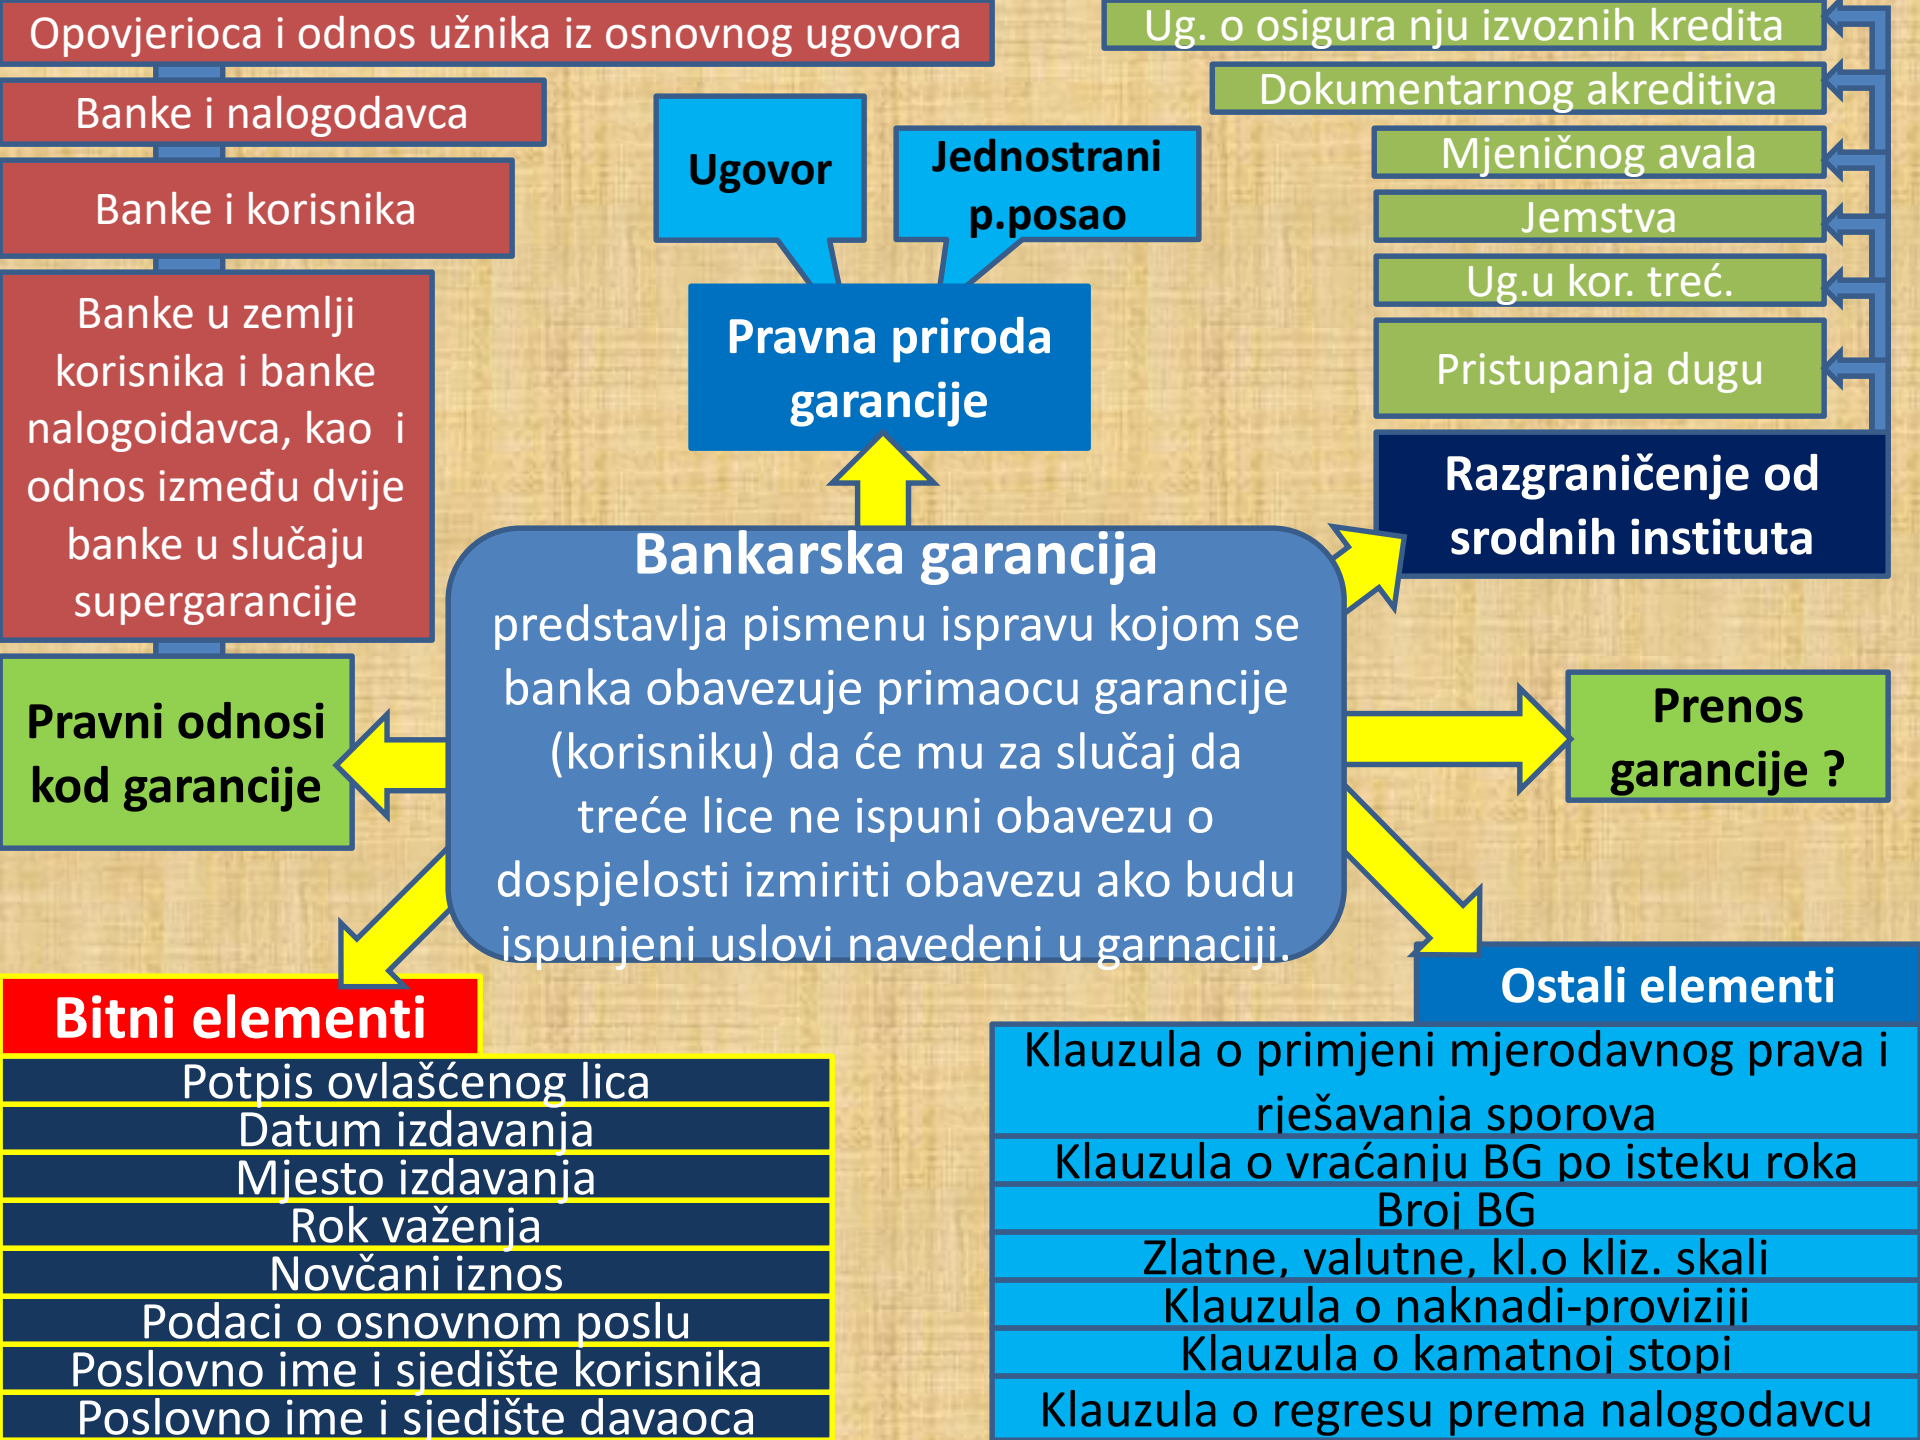 Opovjerioca i odnos užnika iz osnovnog ugovora
Banke i nalogodavca
Banke i korisnika
Banke u zemlji
korisnika i banke
nalogoidavca, kao  i
odnos između dvije
banke u slučaju
supergarancije
Pravni odnosi
kod garancije
Ugovor
Jednostrani
p.posao
Pravna priroda
garancije
Ug. o osigura nju izvoznih kredita
Dokumentarnog akreditiva
Mjeničnog avala
Jemstva
Ug.u kor. treć.
Pristupanja dugu
Razgraničenje od
srodnih instituta
Bankarska garancija
predstavlja pismenu ispravu kojom se
banka obavezuje primaocu garancije
(korisniku) da će mu za slučaj da
treće lice ne ispuni obavezu o
dospjelosti izmiriti obavezu ako budu
ispunjeni uslovi navedeni u garnaciji.
Prenos
garancije ?
Bitni elementi
Potpis ovlašćenog lica
Datum izdavanja
Mjesto izdavanja
Rok važenja
Novčani iznos
Podaci o osnovnom poslu
Poslovno ime i sjedište korisnika
Poslovno ime i sjedište davaoca
Ostali elementi
Klauzula o primjeni mjerodavnog prava i
rješavanja sporova
Klauzula o vraćanju BG po isteku roka
Broj BG
Zlatne, valutne, kl.o kliz. skali
Klauzula o naknadi-proviziji
Klauzula o kamatnoj stopi
Klauzula o regresu prema nalogodavcu